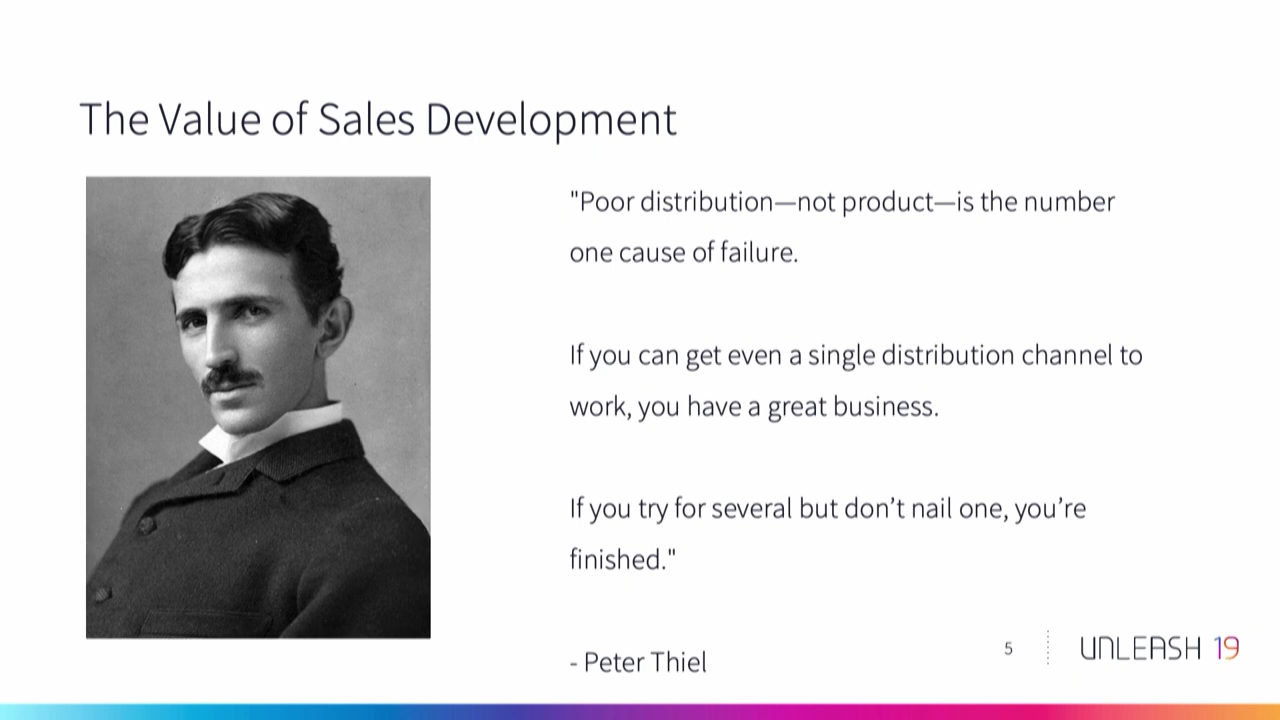 The Value of Sales Development
"Poor distribution—not product—is the number
one cause of failure.
If you can get even a single distribution channel to
work, you have a great business.
If you try for several but don’t nail one, you’re
finished."
- Peter Thiel
5
UNLEASH 19